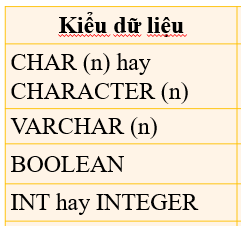 Kiểu dữ liệu
CHAR (n) hay
CHARACTER (n)
VARCHAR (n)
BOOLEAN
INT hay INTEGER